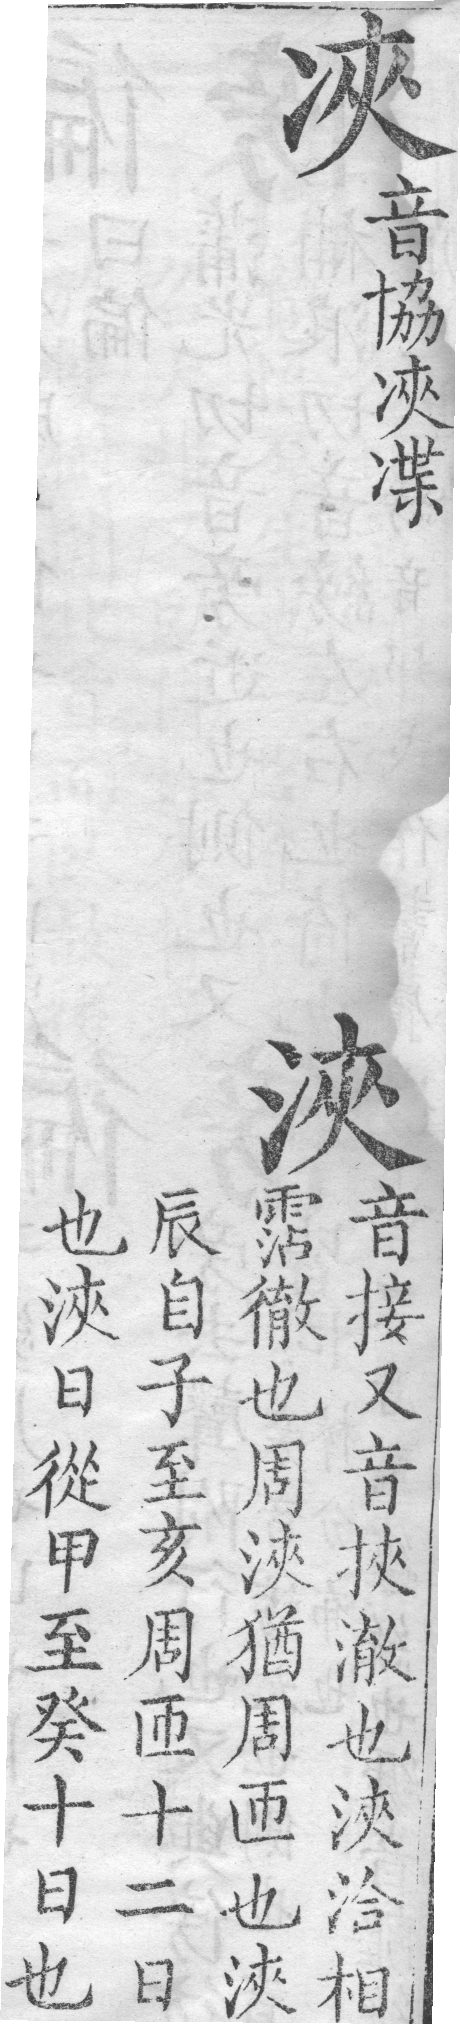 浹
音協浹渫
浹
音接又音挾澈也浹洽相
霑徹也周浹猶周匝也浹
辰自子至亥周匝十二日
也浹日從甲至癸十日也